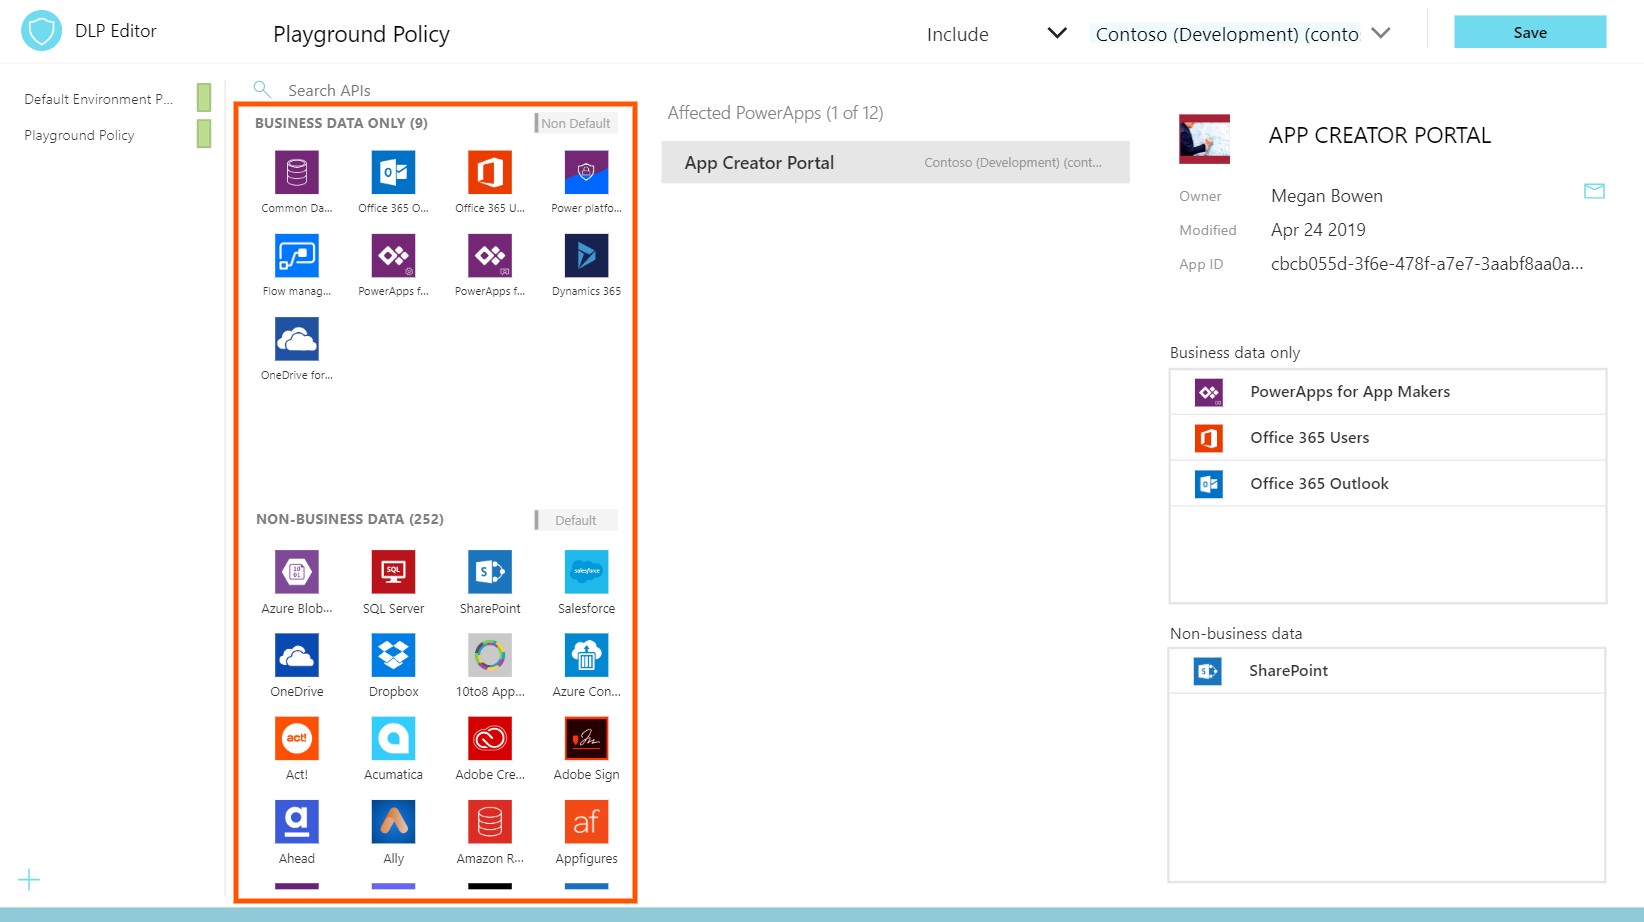 DLP Editor
Playground Policy
Include
Contoso (Development) (conto
Save
Default Environment P...
Playground Policy
Search APIs
BUSINESS DATA ONLY (9)
Non Default
Common Da...
Office 365 O...
Office 365 U...
Power platfo...
Flow manag...
PowerApps f...
PowerApps f...
Dynamics 365
OneDrive for...
NON-BUSINESS DATA (252)
Default
SQL
salesforce
Azure Blob...
SQL Server
SharePoint
Salesforce
OneDrive
Dropbox
10to8 App...
Azure Con...
act!
Act!
Acumatica
Adobe Cre...
Adobe Sign
a
af
Ahead
Ally
Amazon R...
Appfigures
Affected PowerApps (1 of 12)
App Creator Portal
Contoso (Development) (cont...
APP CREATOR PORTAL
Owner
Megan Bowen
Modified
Apr 24 2019
App ID
cbcb055d-3f6e-478f-a7e7-3aabf8aa0a...
Business data only
PowerApps for App Makers
Office 365 Users
Office 365 Outlook
Non-business data
SharePoint